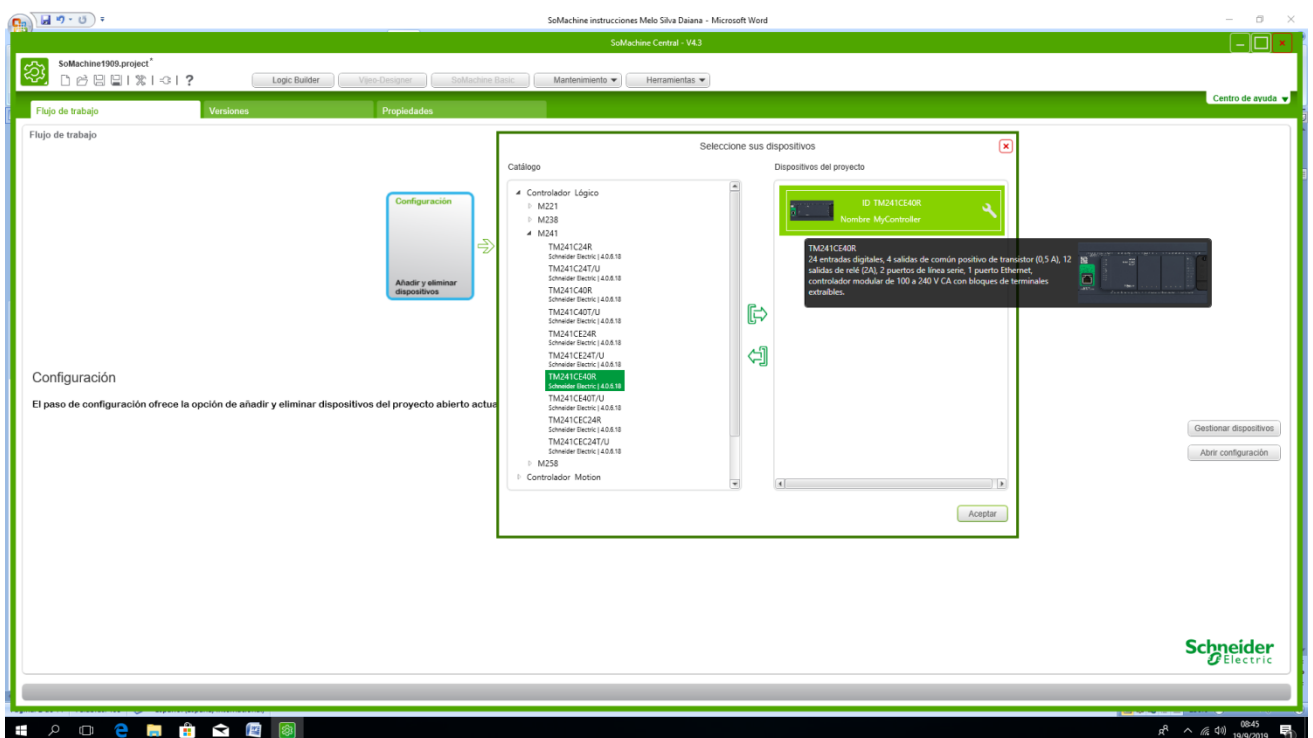 SoMachine instrucciones Melo Silva Daiana - Microsoft Word
SoMachine Central - V4.3
SoMachine1909.project*
Logic Builder
Vijeo-Designer
SoMachine Basic
Mantenimiento
Herramientas
Centro de ayuda
Flujo de trabajo
Versiones
Propiedades
Flujo de trabajo
Configuración
Añadir y eliminar
dispositivos
Configuración
El paso de configuración ofrece la opción de añadir y eliminar dispositivos del proyecto abierto actua
Seleccione sus dispositivos
Catálogo
Controlador Lógico
M221
M238
M241
TM241C24R
Schneider Electric | 4.0.6.18
TM241C24T/U
Schneider Electric | 4.0.6.18
TM241C40R
Schneider Electric | 4.0.6.18
TM241C40T/U
Schneider Electric | 4.0.6.18
TM241CE24R
Schneider Electric | 4.0.6.18
TM241CE24T/U
Schneider Electric | 4.0.6.18
TM241CE40R
Schneider Electric | 4.0.6.18
TM241CE40T/U
Schneider Electric | 4.0.6.18
TM241CEC24R
Schneider Electric | 4.0.6.18
TM241CEC24T/U
Schneider Electric | 4.0.6.18
M258
Controlador Motion
Dispositivos del proyecto
ID TM241CE40R
Nombre MyController
TM241CE40R
24 entradas digitales, 4 salidas de común positivo de transistor (0,5 A), 12
salidas de relé (2A), 2 puertos de línea serie, 1 puerto Ethernet,
controlador modular de 100 a 240 V CA con bloques de terminales
extraíbles.
Aceptar
Gestionar dispositivos
Abrir configuración
Schneider
Electric
08:45
19/9/2019